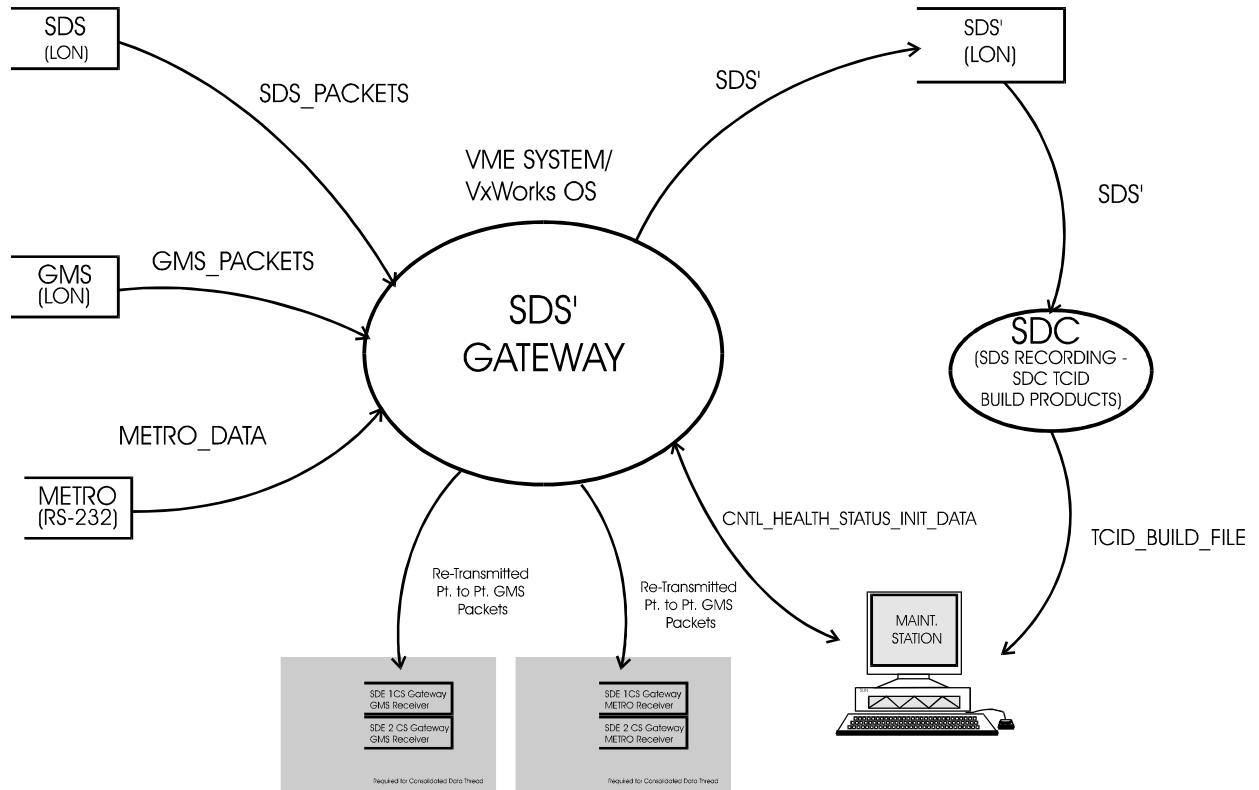 SDS
(LON)
SDS_PACKETS
SDS'
SDS'
(LON)
VME SYSTEM/
VxWorks OS
SDS'
GMS_PACKETS
GMS
(LON)
SDS'
GATEWAY
SDC
(SDS RECORDING -
SDC TCID
BUILD PRODUCTS)
METRO_DATA
METRO
(RS-232)
CNTL_HEALTH_STATUS_INIT_DATA
TCID_BUILD_FILE
Re-Transmitted
Pt. to Pt. GMS
Packets
Re-Transmitted
Pt. to Pt. GMS
Packets
MAINT.
STATION
SUN
SDE 1CS Gateway
GMS Receiver
SDE 2 CS Gateway
GMS Receiver
Required for Consolidated Data Thread
SDE 1CS Gateway
METRO Receiver
SDE 2 CS Gateway
METRO Receiver
Required for Consolidated Data Thread